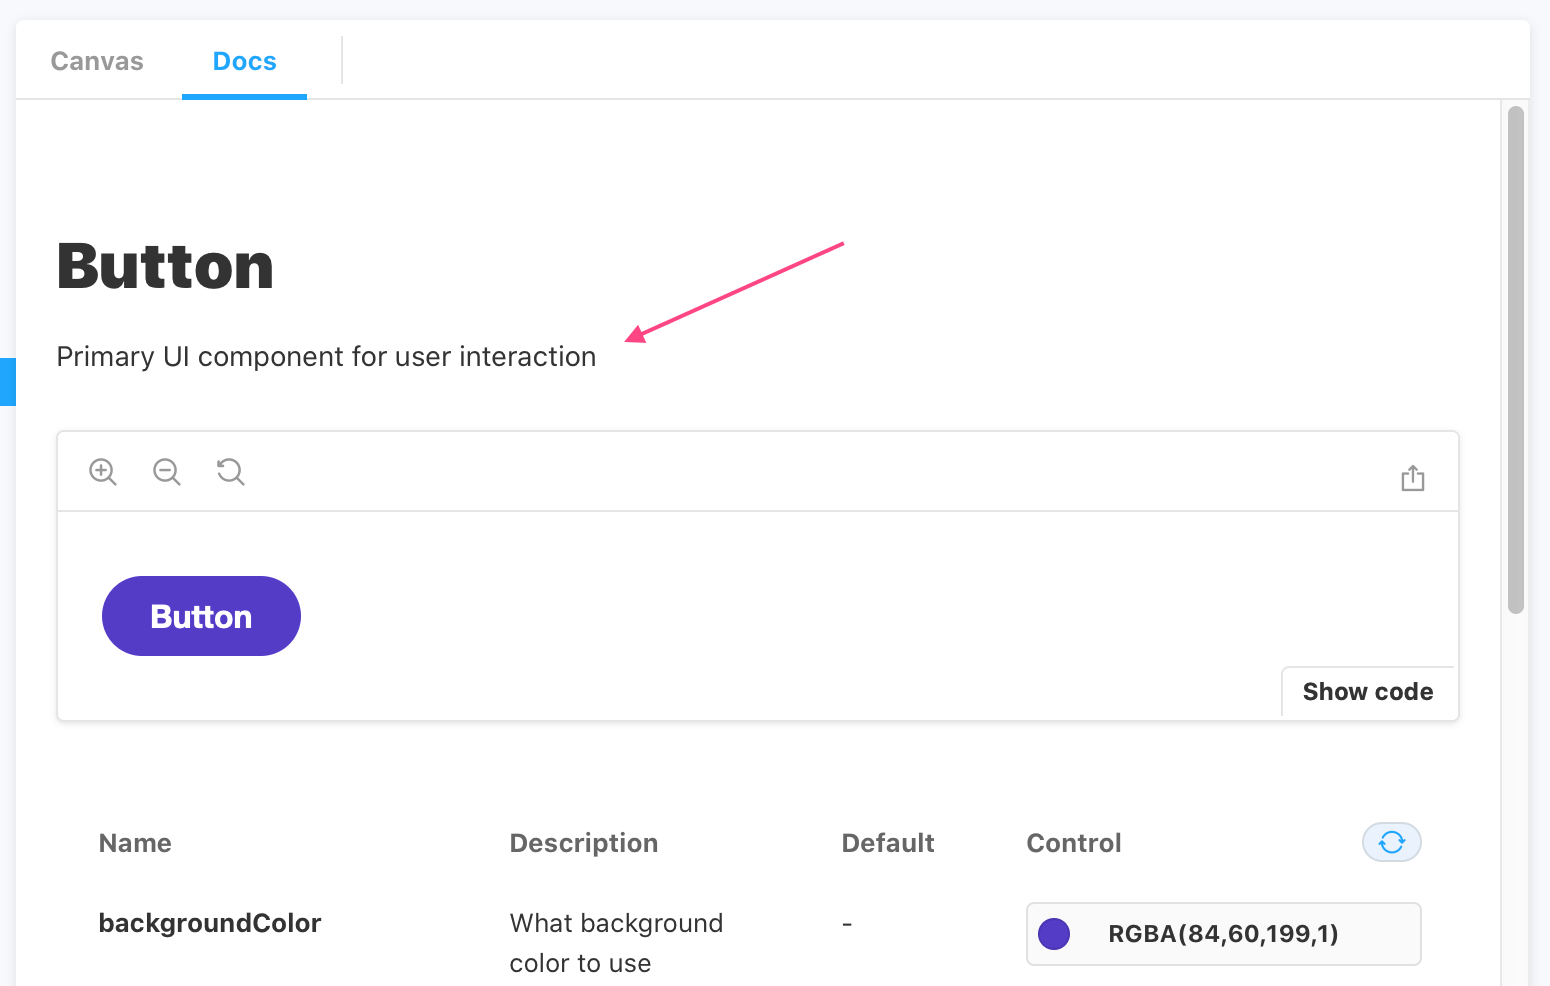 Canvas Docs
Button
Primary UI component for user interaction
Button
Show code
Name Description Default Control
backgroundColor What background color to use - RGBA(84,60,199,1)